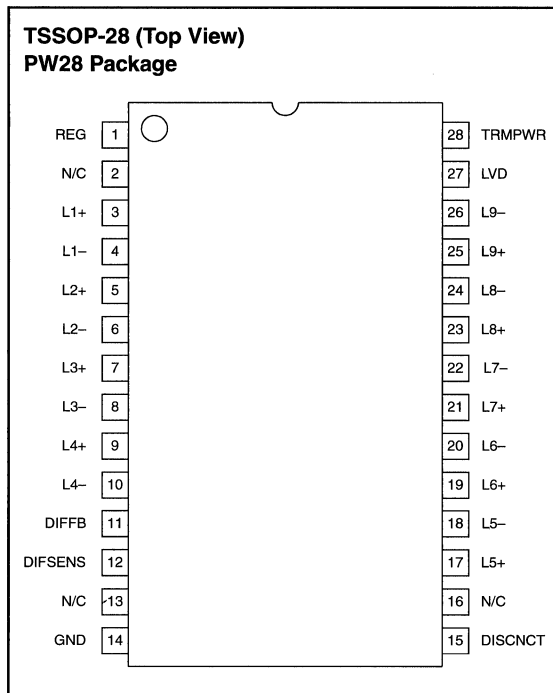 TSSOP-28 (Top View)
PW28 Package
REG 1 28 TRMPWR
N/C 2 27 LVD
L1+ 3 26 L9–
L1– 4 25 L9+
L2+ 5 24 L8–
L2– 6 23 L8+
L3+ 7 22 L7–
L3– 8 21 L7+
L4+ 9 20 L6–
L4– 10 19 L6+
DIFFB 11 18 L5–
DIFSENS 12 17 L5+
N/C 13 16 N/C
GND 14 15 DISCNCT